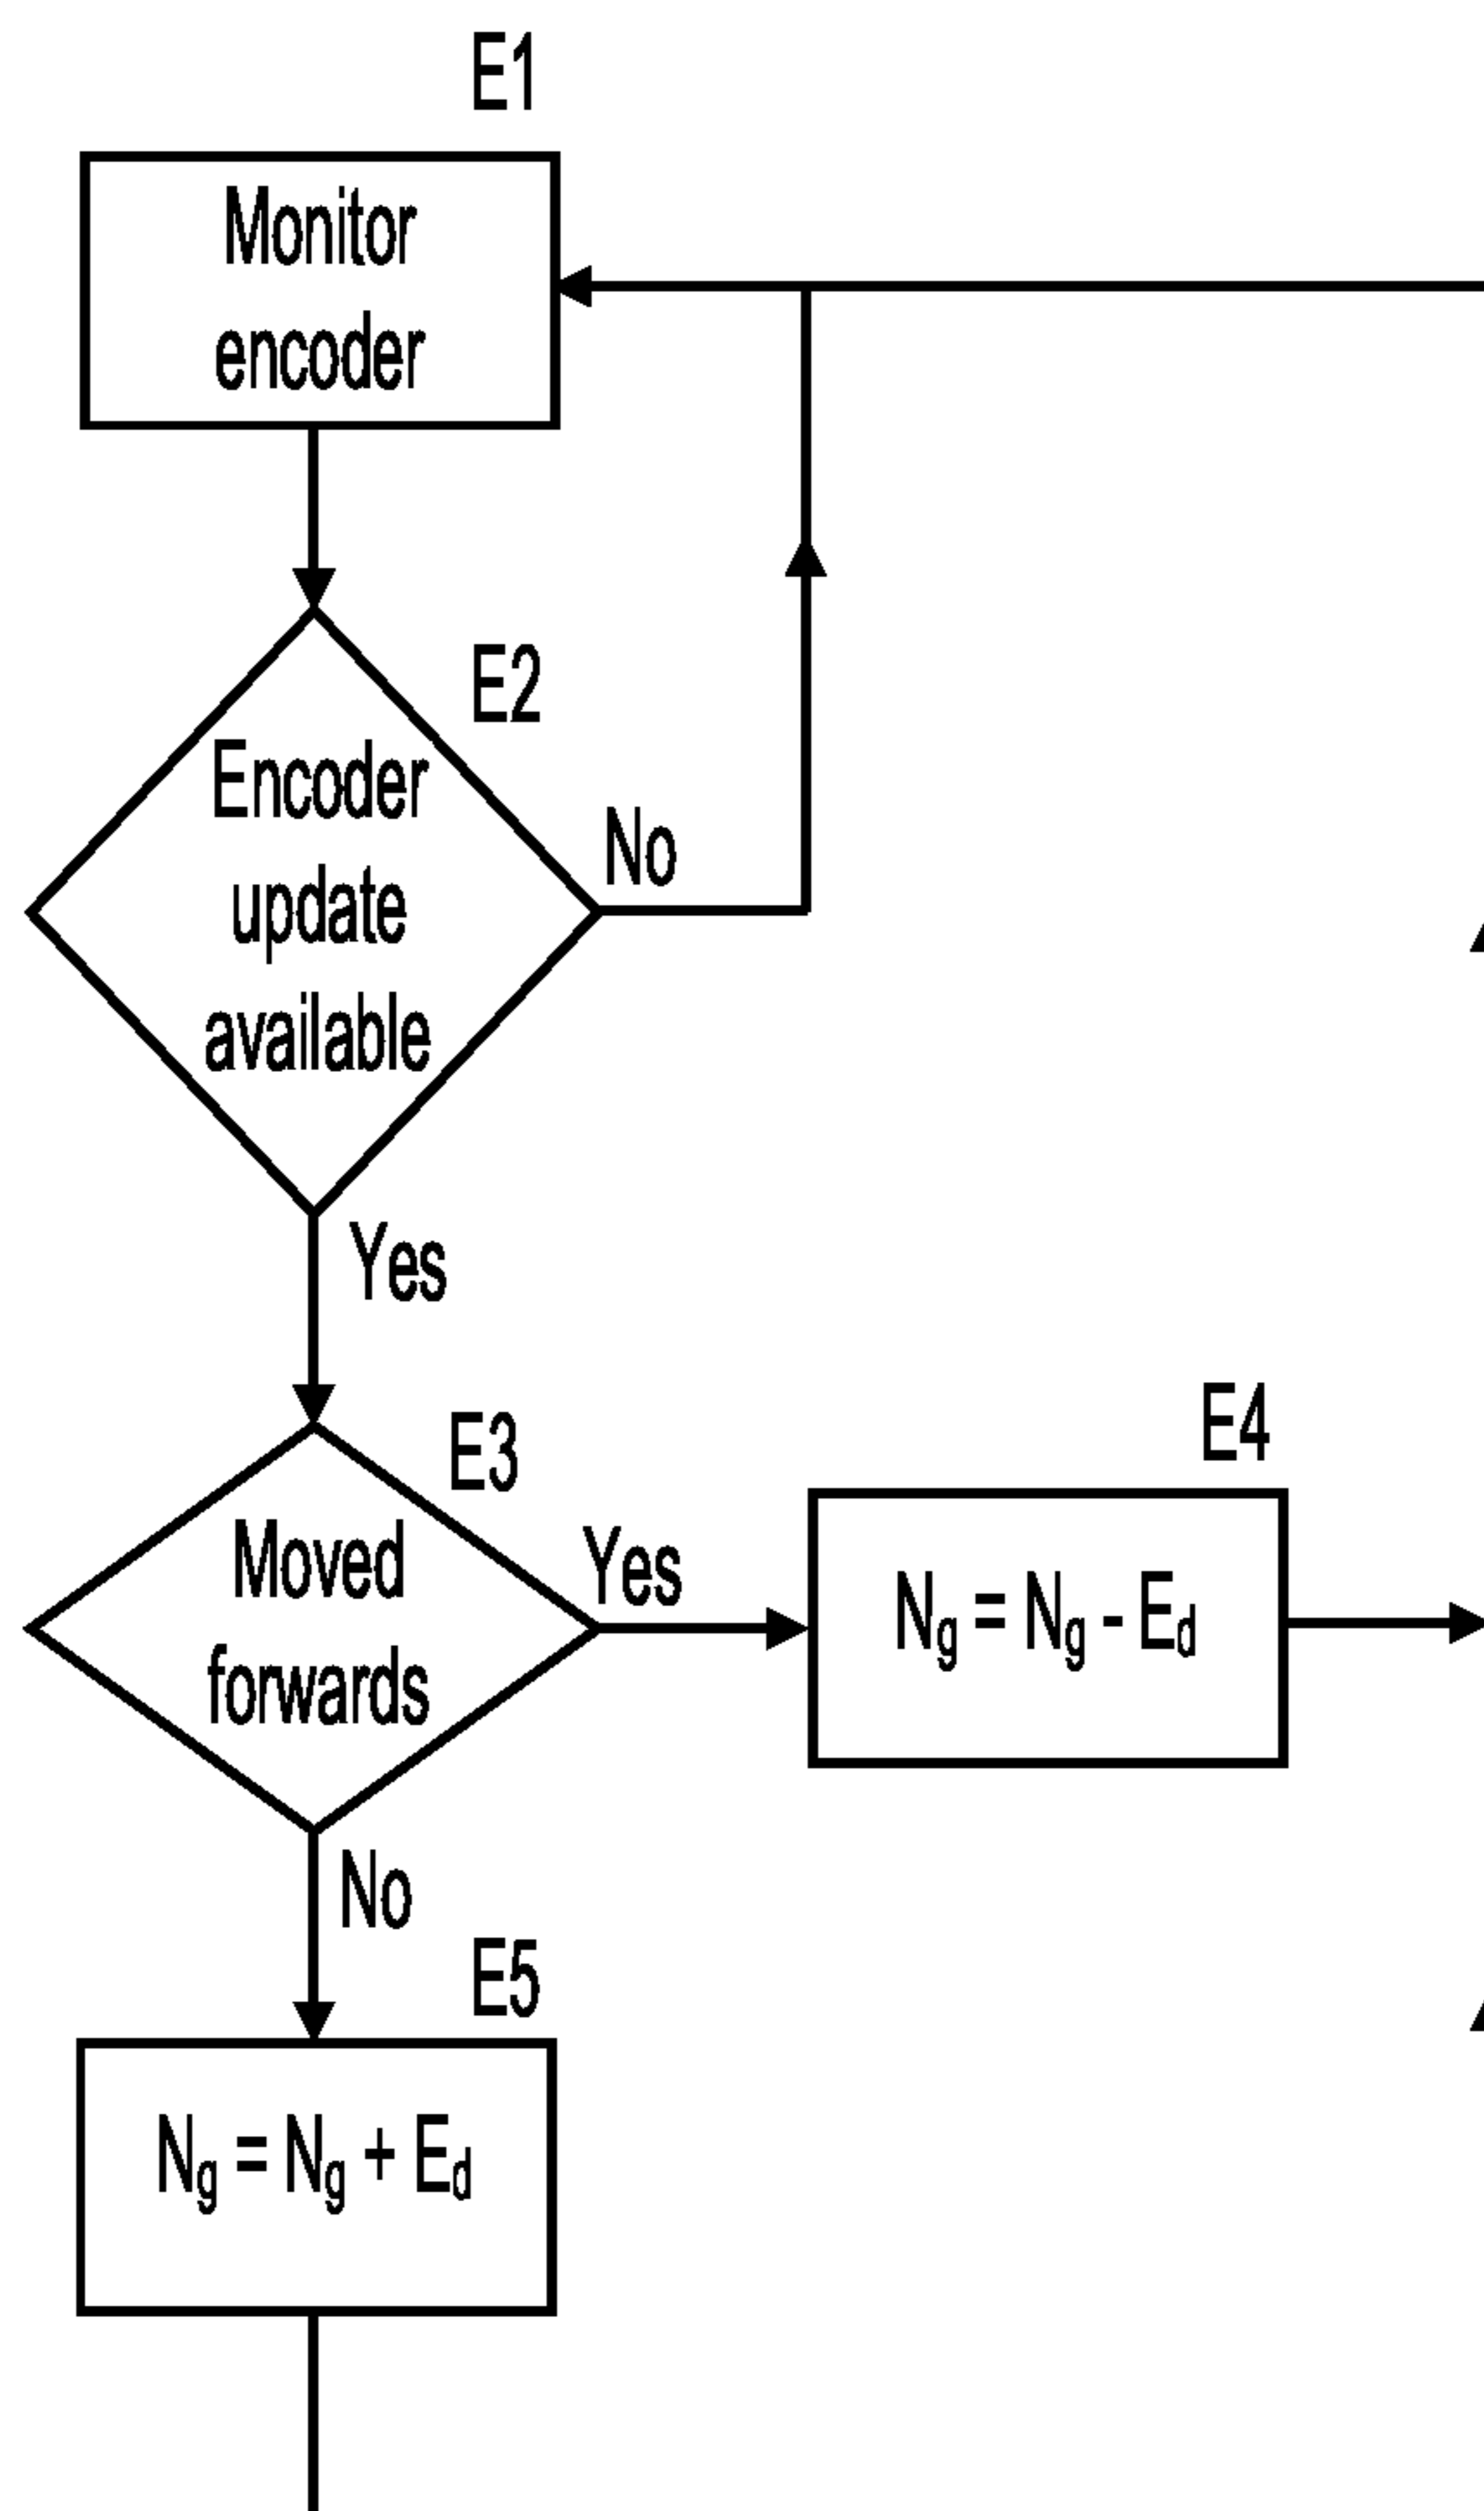 E1
Monitor
encoder
E2
Encoder
update
available
No
Yes
E3
Moved
forwards
Yes
E4
Ng = Ng - Ed
No
E5
Ng = Ng + Ed